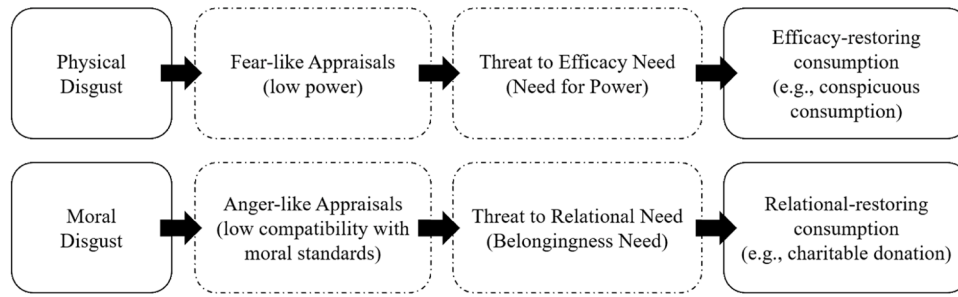 Physical
Disgust
Fear-like Appraisals
(low power)
Threat to Efficacy Need
(Need for Power)
Efficacy-restoring
consumption
(e.g., conspicuous
consumption)
Moral
Disgust
Anger-like Appraisals
(low compatibility with
moral standards)
Threat to Relational Need
(Belongingness Need)
Relational-restoring
consumption
(e.g., charitable donation)